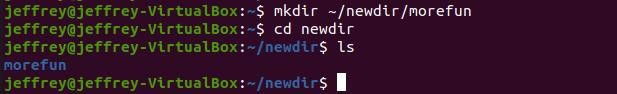 jeffrey@jeffrey-VirtualBox:~$ mkdir ~/newdir/morefun
jeffrey@jeffrey-VirtualBox:~$ cd newdir
jeffrey@jeffrey-VirtualBox:~/newdir$ ls
morefun
jeffrey@jeffrey-VirtualBox:~/newdir$